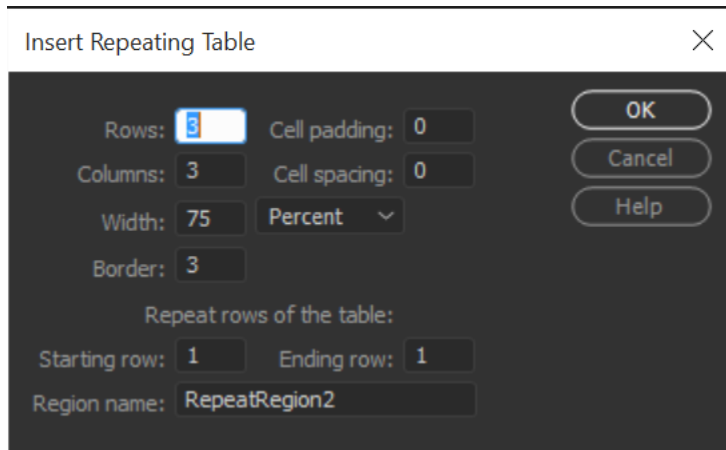 Insert Repeating Table
Rows: 3 Cell padding: 0 OK
Columns: 3 Cell spacing: 0 Cancel
Width: 75 Percent Help
Border: 3
Repeat rows of the table:
Starting row: 1 Ending row: 1
Region name: RepeatRegion2